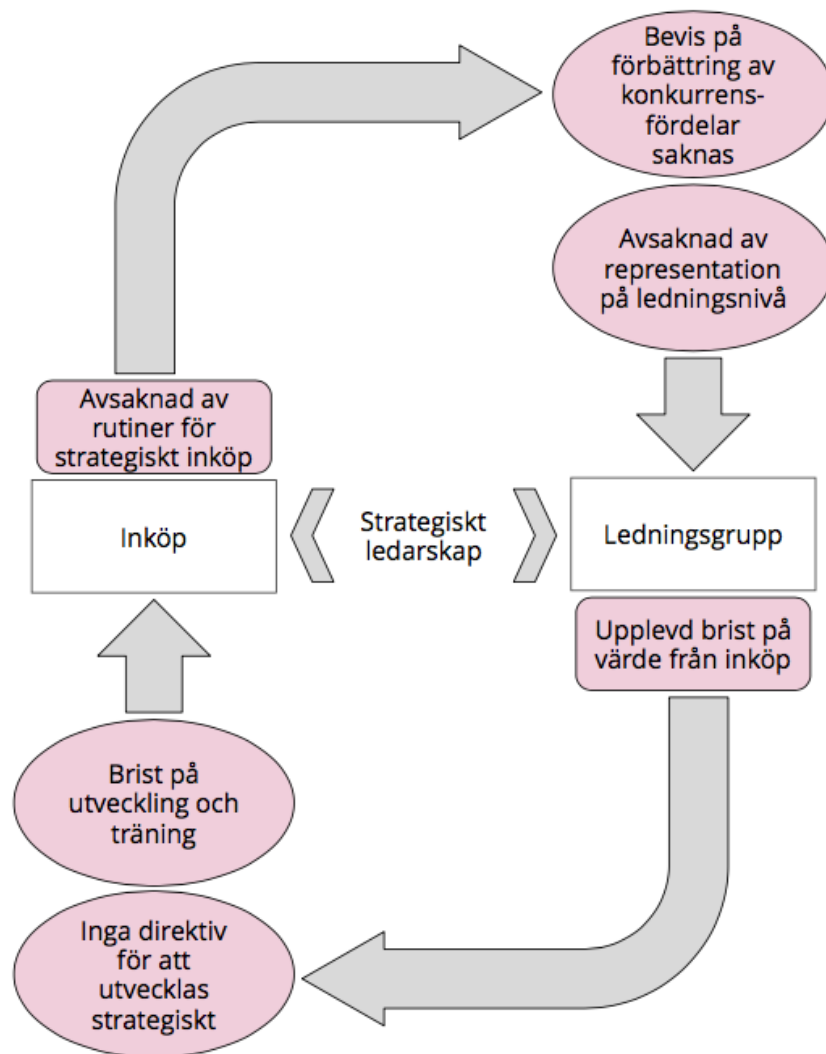 Bevis på
förbättring av
konkurrens-
fördelar
saknas
Avsaknad av
representation
på ledningsnivå
Avsaknad av
rutiner för
strategiskt inköp
Inköp
Strategiskt
ledarskap
Ledningsgrupp
Upplevd brist på
värde från inköp
Brist på
utveckling och
träning
Inga direktiv
för att
utvecklas
strategiskt